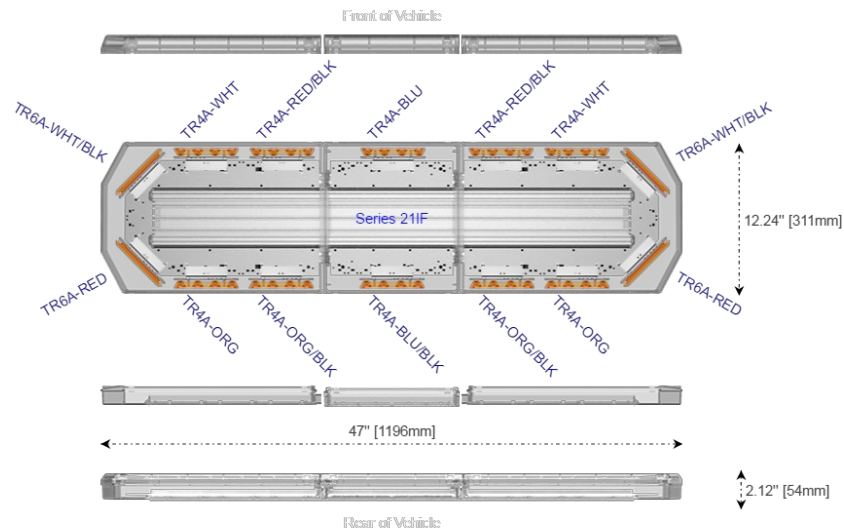 Front of Vehicle
TR6A-WHT/BLK
TR4A-WHT
TR4A-RED/BLK
TR4A-BLU
TR4A-RED/BLK
TR4A-WHT
TR6A-WHT/BLK
Series 21IF
12.24" [311mm]
TR6A-RED
TR4A-ORG
TR4A-ORG/BLK
TR4A-BLU/BLK
TR4A-ORG/BLK
TR4A-ORG
TR6A-RED
47" [1196mm]
2.12" [54mm]
Rear of Vehicle